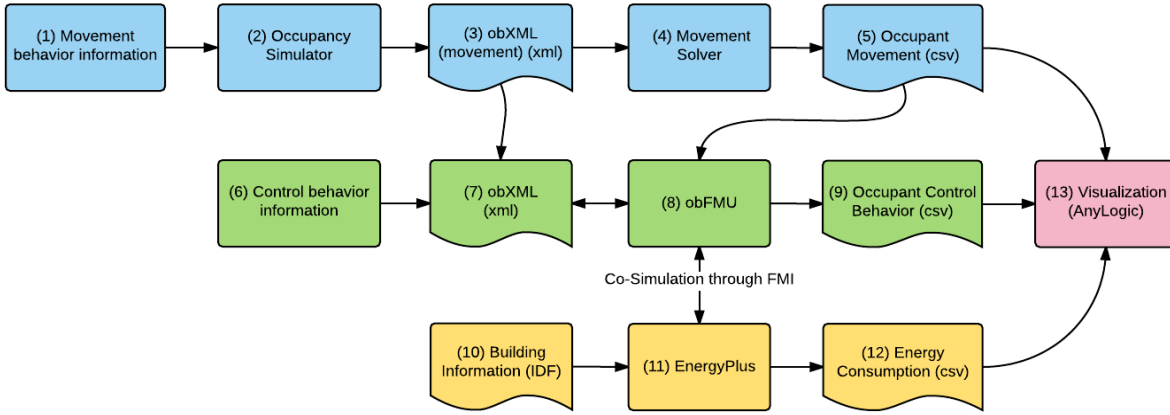 (1) Movement
behavior information
(2) Occupancy
Simulator
(3) obXML
(movement) (xml)
(4) Movement
Solver
(5) Occupant
Movement (csv)
(6) Control behavior
information
(7) obXML
(xml)
(8) obFMU
(9) Occupant Control
Behavior (csv)
(13) Visualization
(AnyLogic)
Co-Simulation through FMI
(10) Building
Information (IDF)
(11) EnergyPlus
(12) Energy
Consumption (csv)